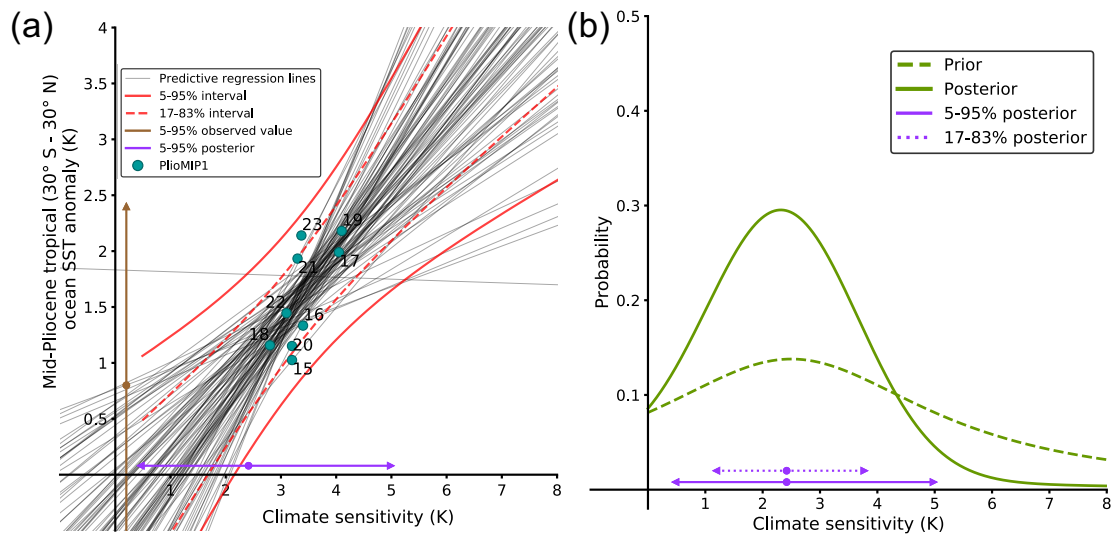 (a)
Mid-Pliocene tropical (30° S - 30° N)
ocean SST anomaly (K)
4
3.5
3
2.5
2
1.5
1
0.5
Predictive regression lines
5-95% interval
17-83% interval
5-95% observed value
5-95% posterior
PlioMIP1
23
19
21
17
22
16
18
20
15
1
2
3
4
5
6
7
8
Climate sensitivity (K)
(b)
Probability
0.5
0.4
0.3
0.2
0.1
Prior
Posterior
5-95% posterior
17-83% posterior
1
2
3
4
5
6
7
8
Climate sensitivity (K)